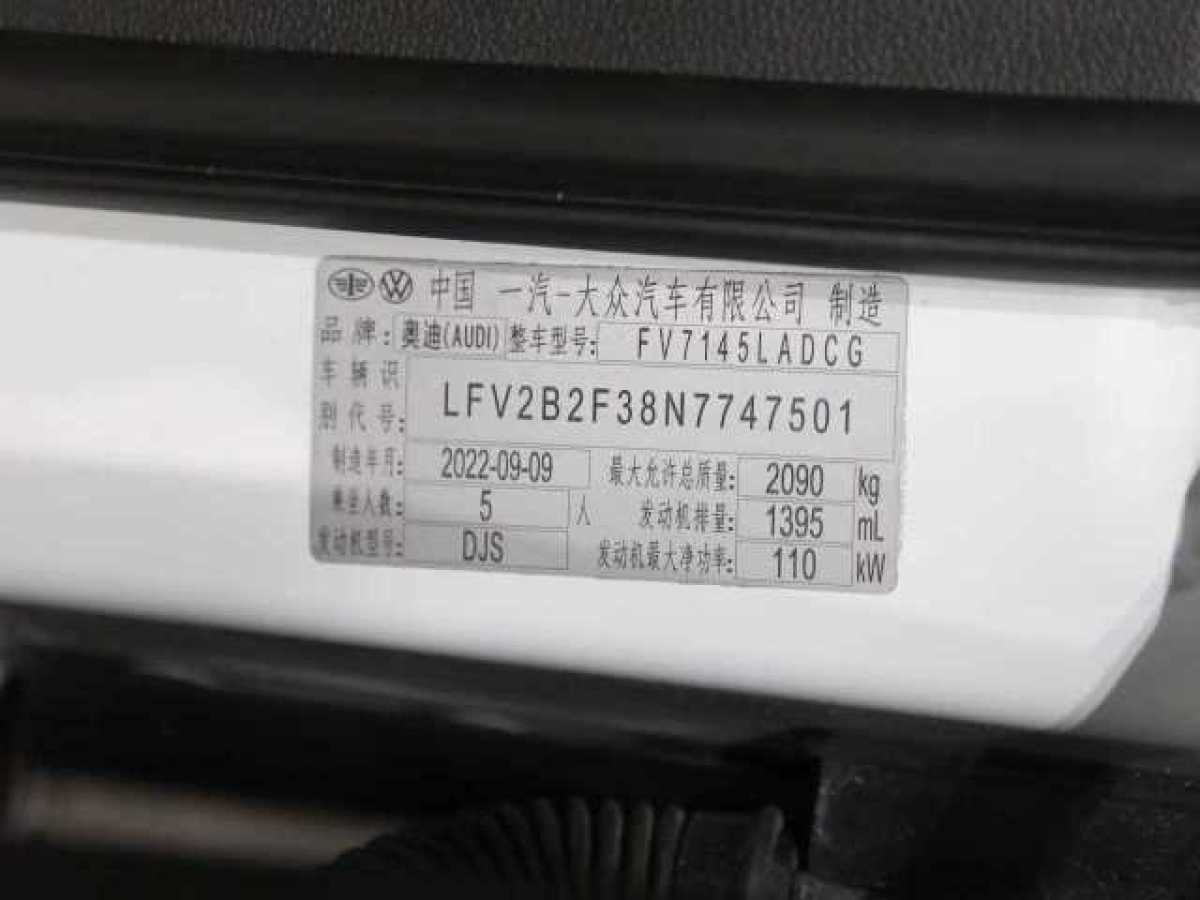 中国 一汽-大众汽车有限公司 制造
品牌: 奥迪(AUDI) 整车型号: FV7145LADCG
车辆识别代号: LFV2B2F38N7747501
制造年月: 2022-09-09 最大允许总质量: 2090 kg
乘坐人数: 5 人 发动机排量: 1395 mL
发动机型号: DJS 发动机最大净功率: 110 kW